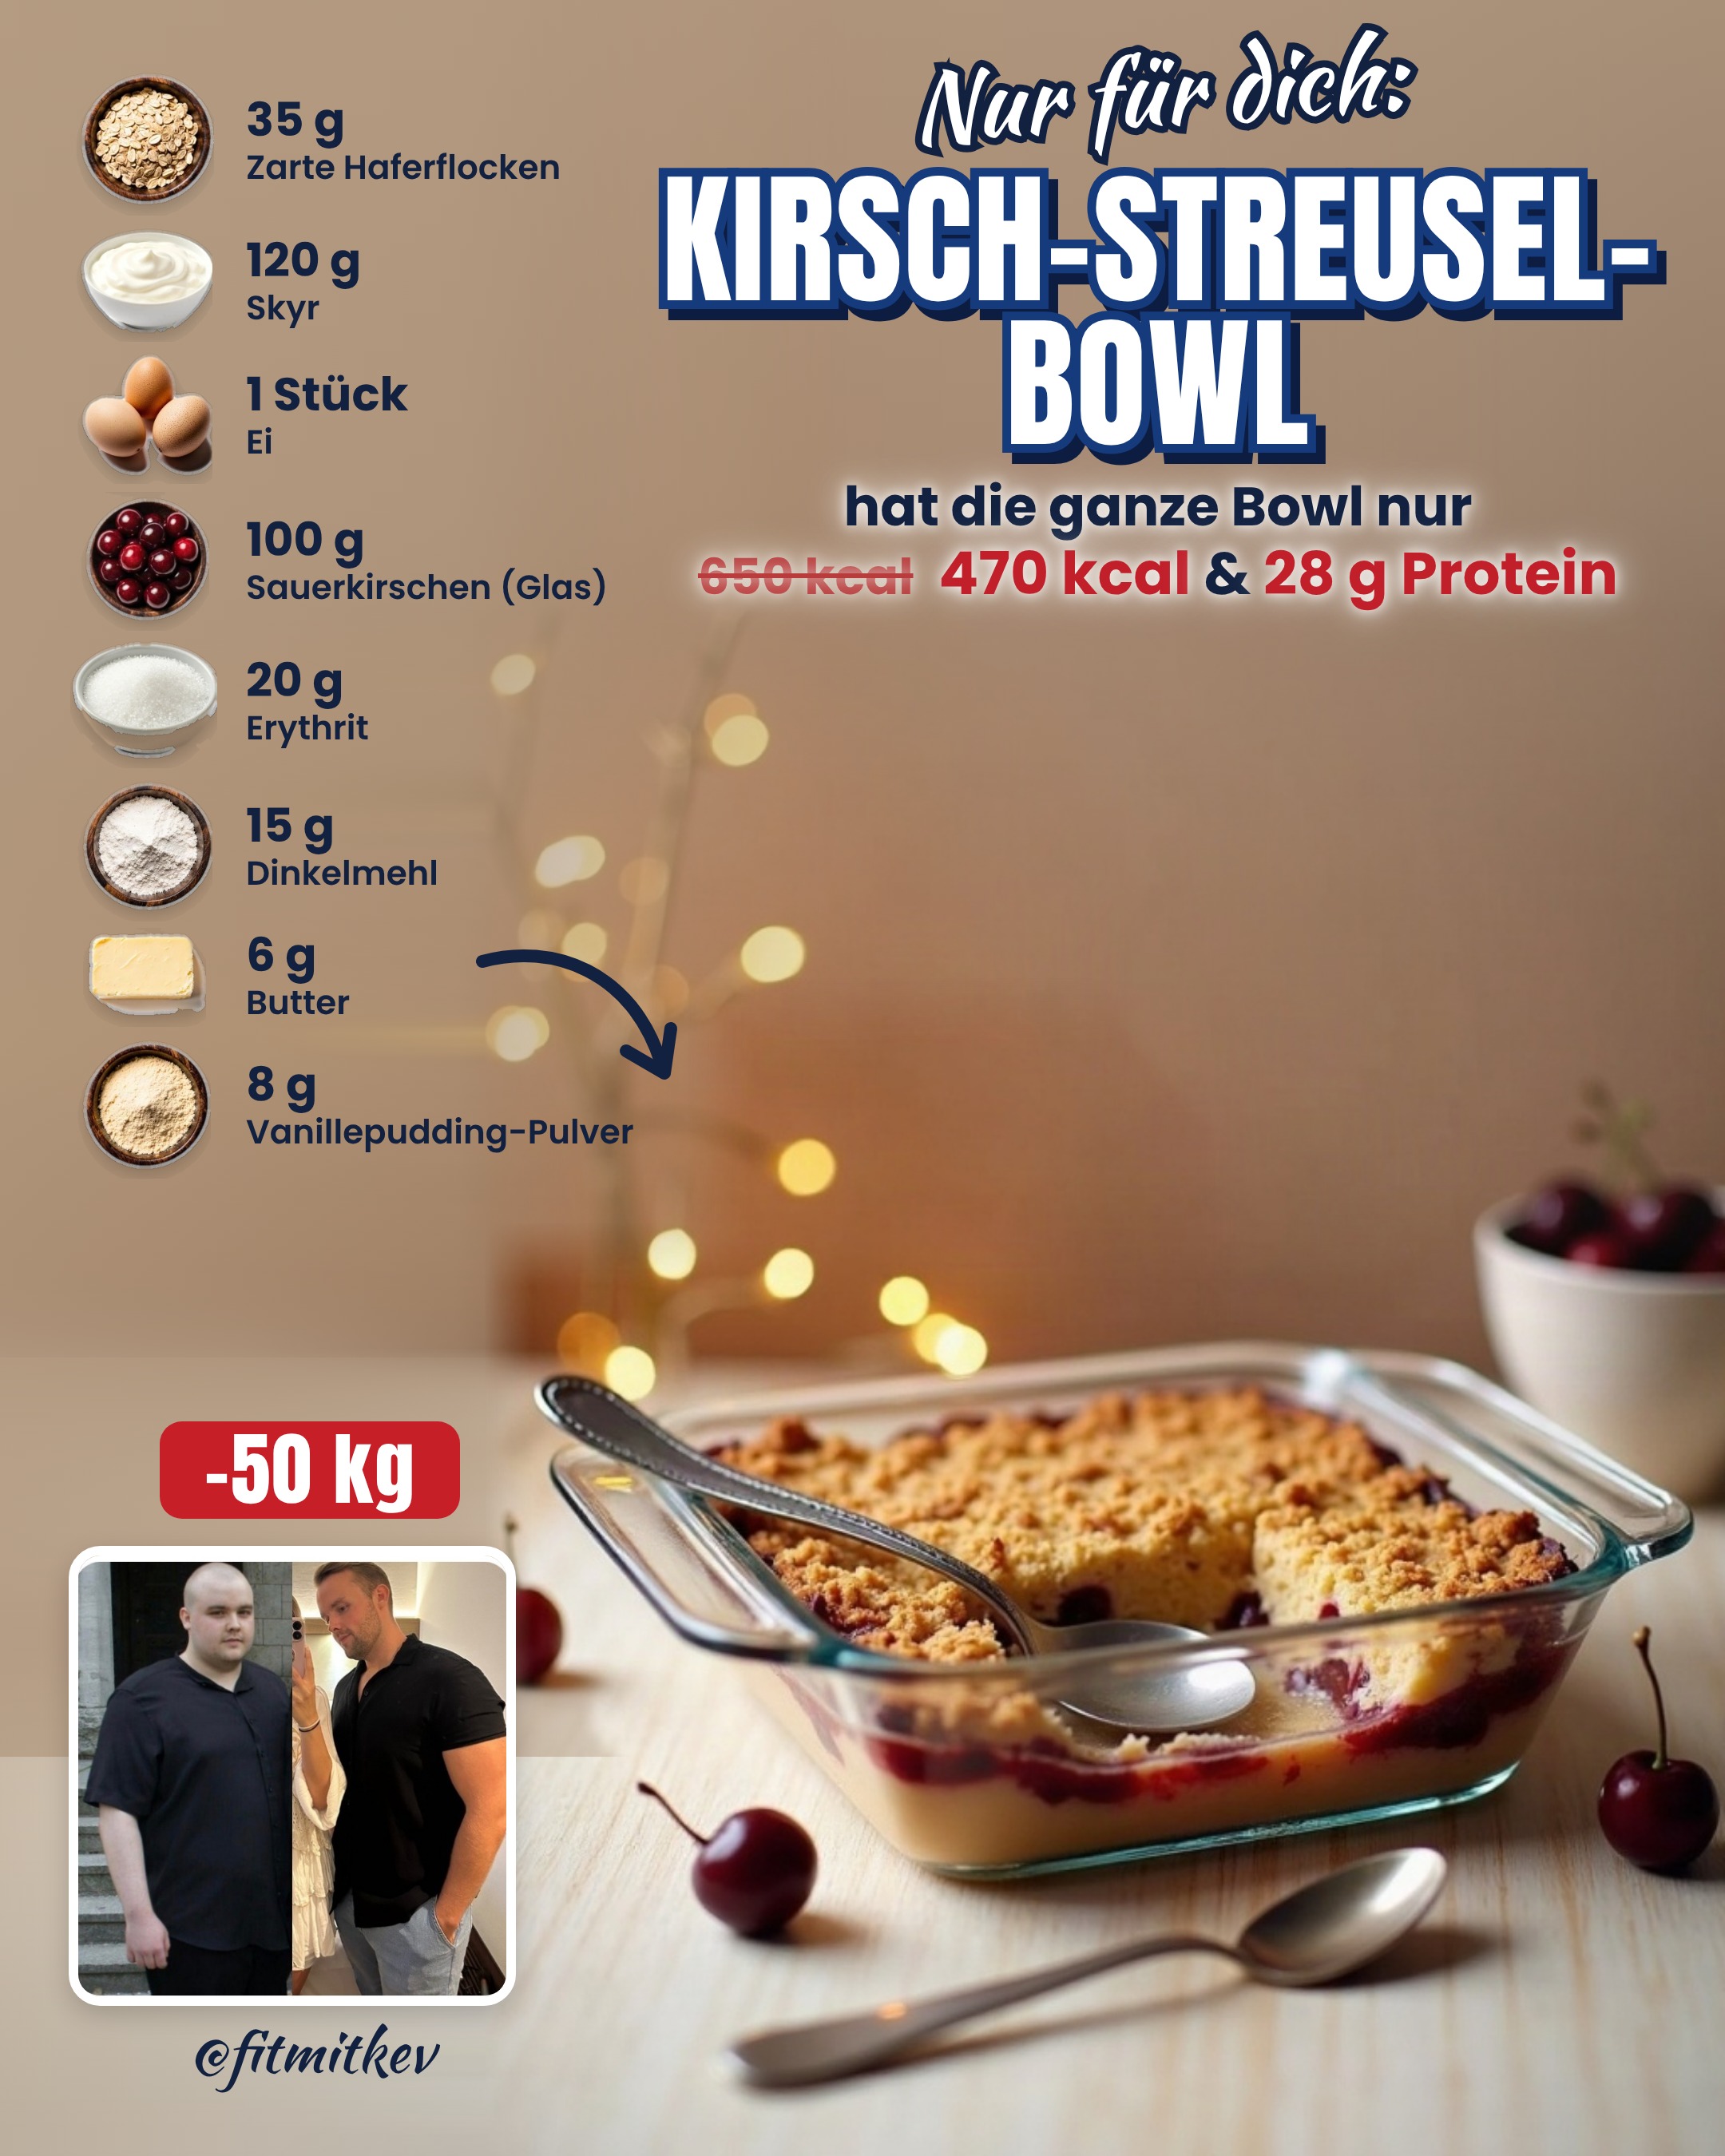 Nur für dich:
KIRSCH-STREUSEL-
BOWL
hat die ganze Bowl nur
650 kcal 470 kcal & 28 g Protein
35 g
Zarte Haferflocken
120 g
Skyr
1 Stück
Ei
100 g
Sauerkirschen (Glas)
20 g
Erythrit
15 g
Dinkelmehl
6 g
Butter
8 g
Vanillepudding-Pulver
-50 kg
@fitmitkev